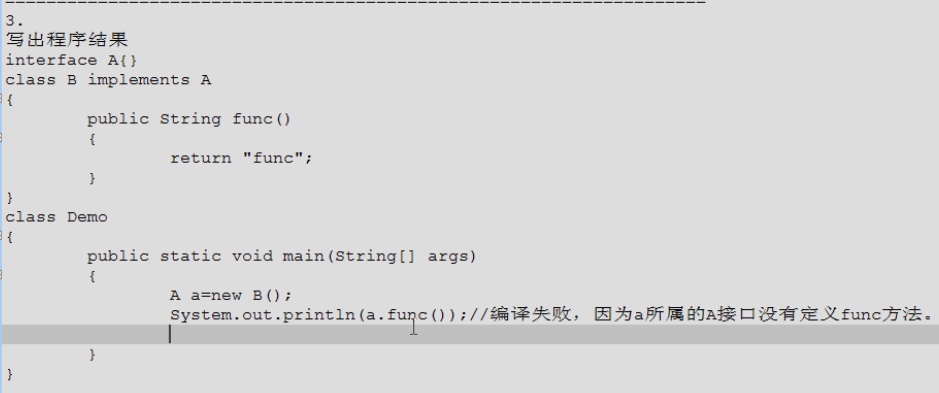 3.
写出程序结果
interface A{}
class B implements A
{
public String func()
{
return "func";
}
}
class Demo
{
public static void main(String[] args)
{
A a=new B();
System.out.println(a.func());//编译失败，因为a所属的A接口没有定义func方法。
}
}